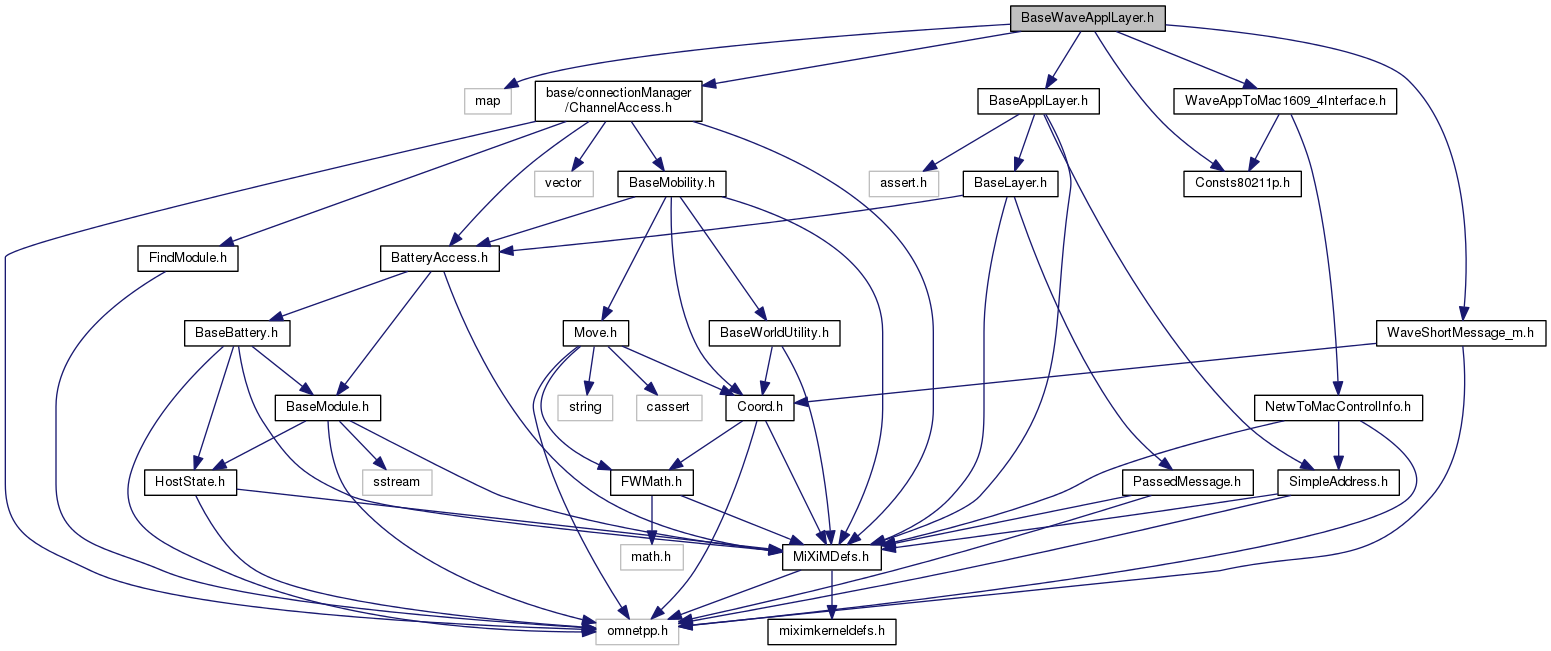 BaseWaveApplLayer.h
map
base/connectionManager
/ChannelAccess.h
BaseApplLayer.h
WaveAppToMac1609_4Interface.h
vector
BaseMobility.h
assert.h
BaseLayer.h
Consts80211p.h
FindModule.h
BatteryAccess.h
BaseBattery.h
Move.h
BaseWorldUtility.h
WaveShortMessage_m.h
BaseModule.h
string
cassert
Coord.h
NetwToMacControlInfo.h
HostState.h
sstream
FWMath.h
PassedMessage.h
SimpleAddress.h
math.h
MiXiMDefs.h
omnetpp.h
miximkerneldefs.h